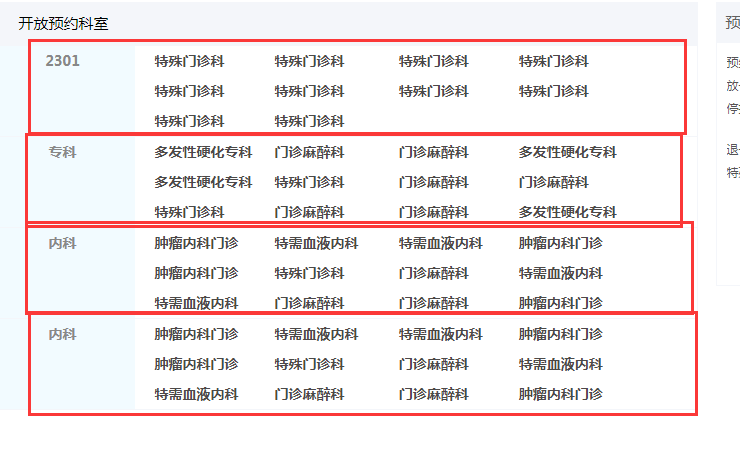 开放预约科室
2301 特殊门诊科 特殊门诊科 特殊门诊科 特殊门诊科
特殊门诊科 特殊门诊科 特殊门诊科 特殊门诊科
特殊门诊科 特殊门诊科
专科 多发性硬化专科 门诊麻醉科 门诊麻醉科 多发性硬化专科
多发性硬化专科 特殊门诊科 门诊麻醉科 门诊麻醉科
特殊门诊科 门诊麻醉科 门诊麻醉科 多发性硬化专科
内科 肿瘤内科门诊 特需血液内科 特需血液内科 肿瘤内科门诊
肿瘤内科门诊 特殊门诊科 门诊麻醉科 特需血液内科
特需血液内科 门诊麻醉科 门诊麻醉科 肿瘤内科门诊
内科 肿瘤内科门诊 特需血液内科 特需血液内科 肿瘤内科门诊
肿瘤内科门诊 特殊门诊科 门诊麻醉科 特需血液内科
特需血液内科 门诊麻醉科 门诊麻醉科 肿瘤内科门诊
预
预
放
停
退
特